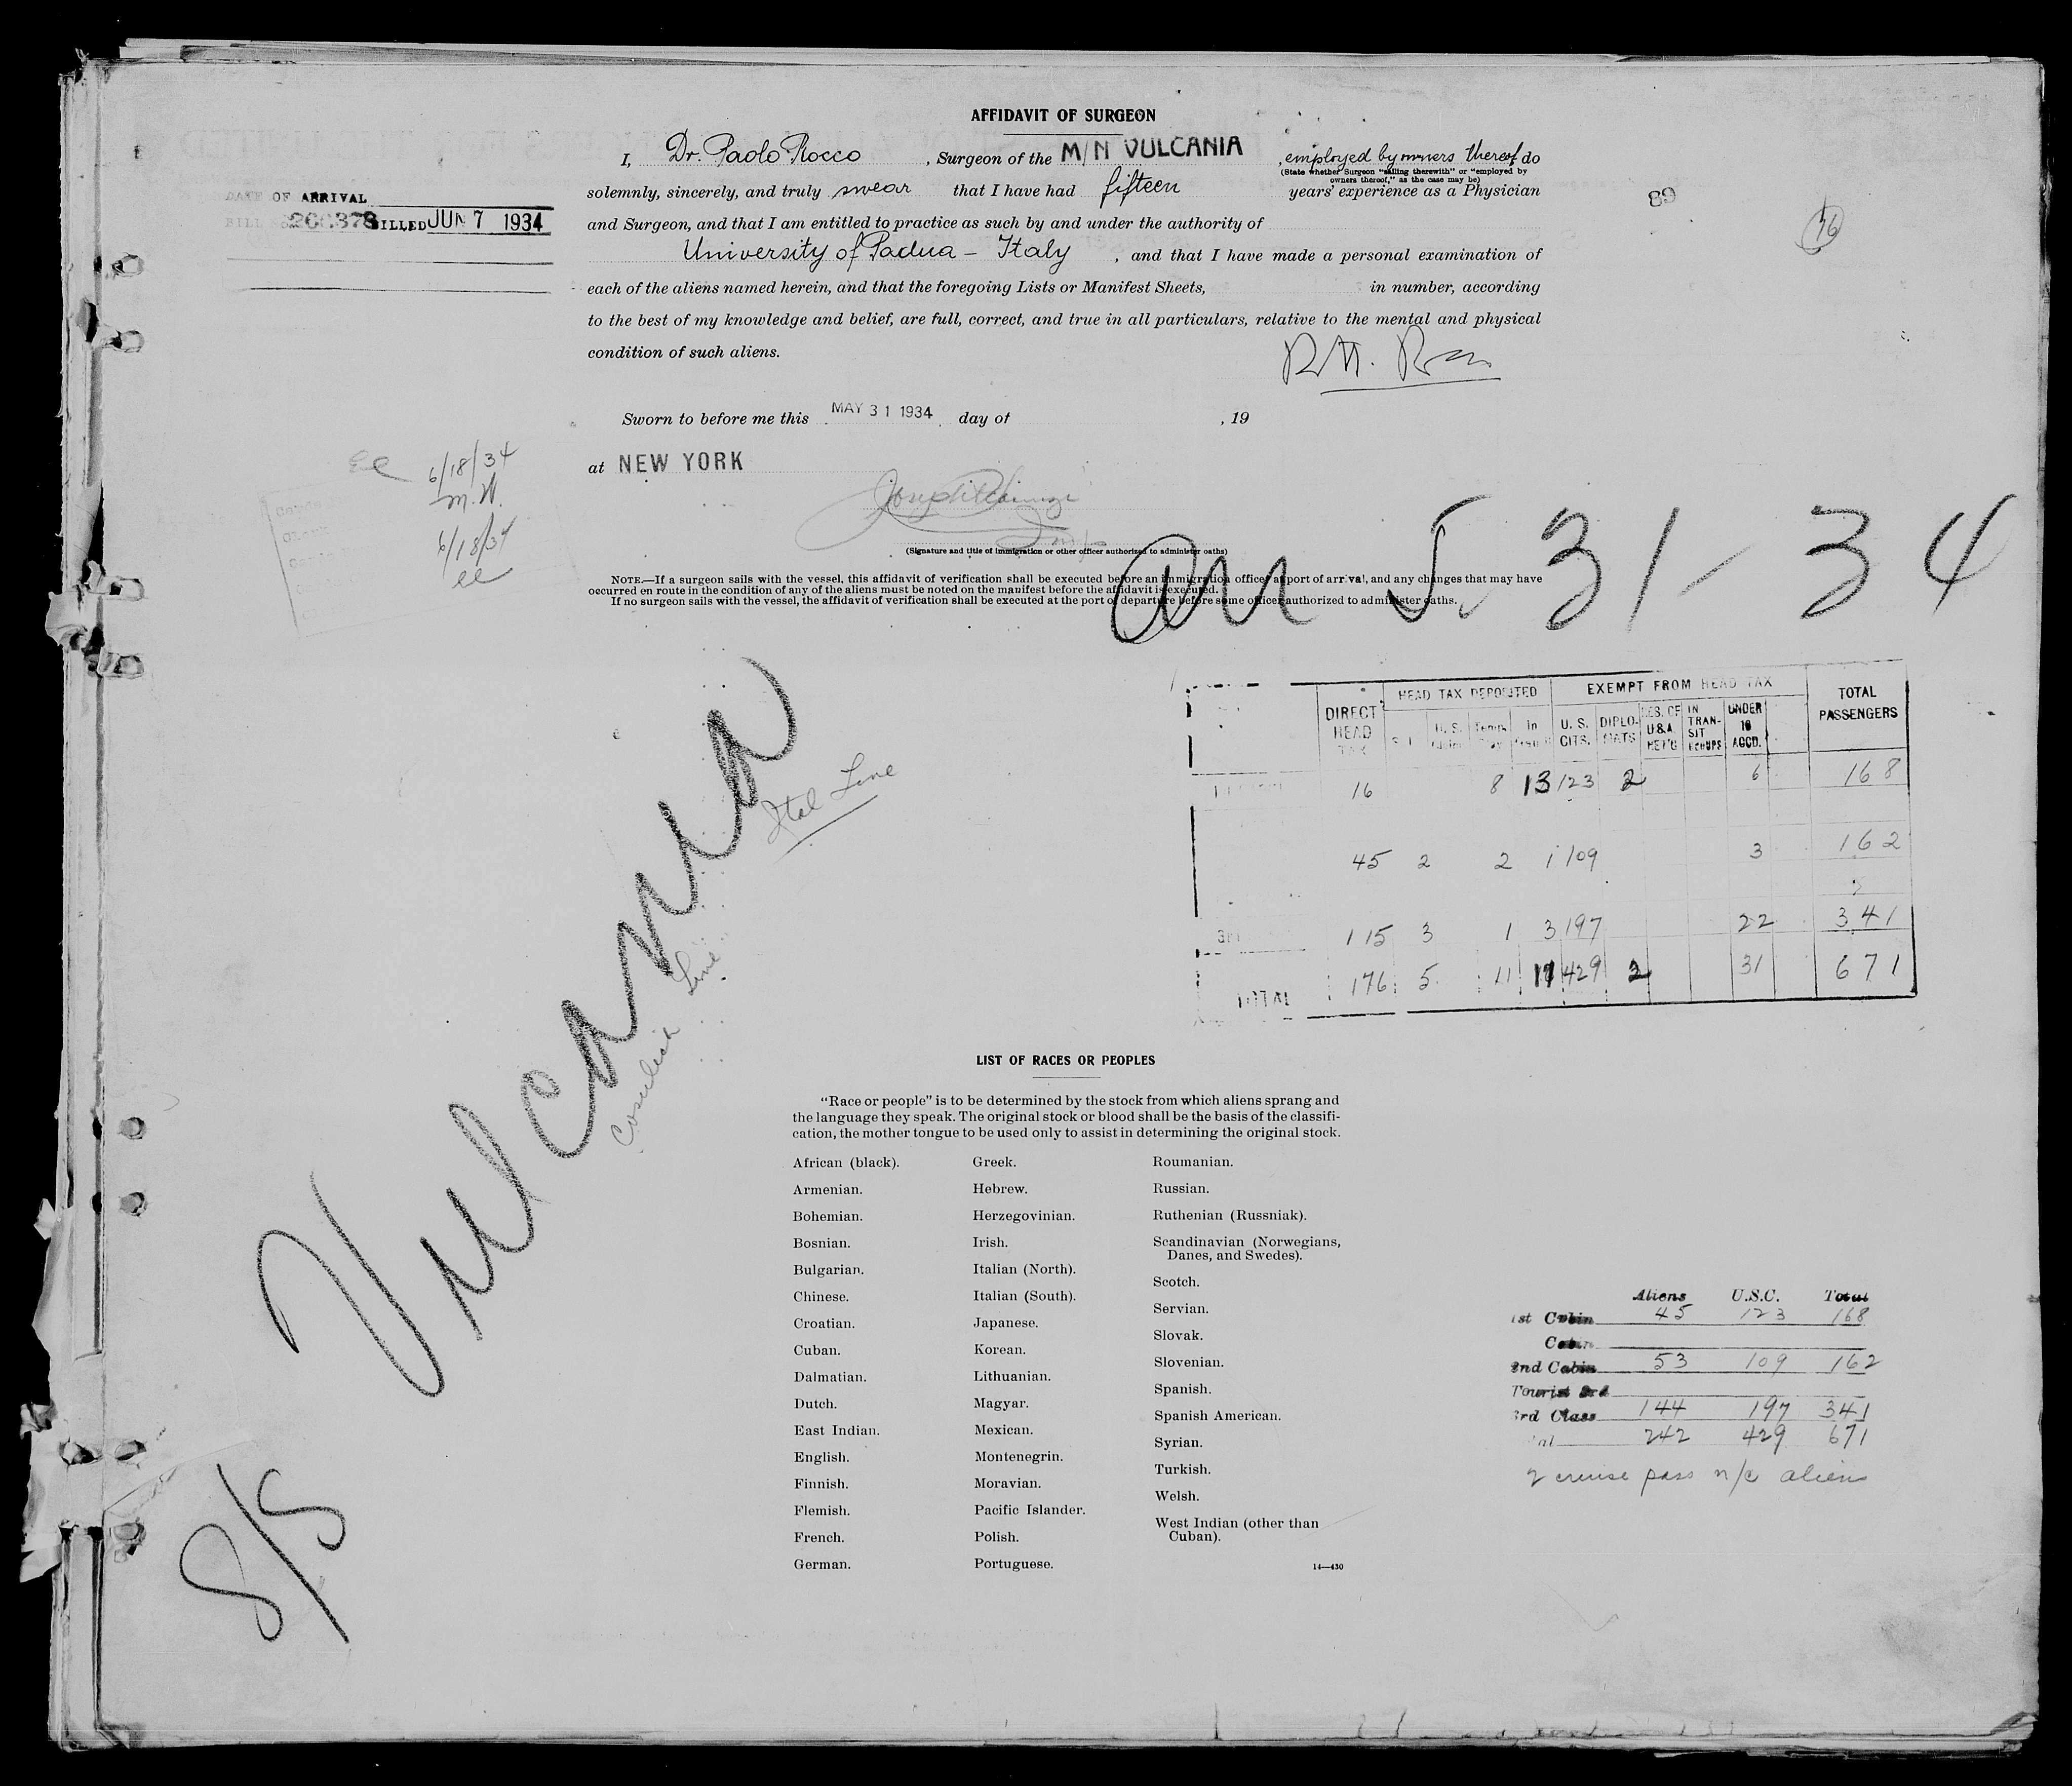 AFFIDAVIT OF SURGEON
I, Dr. Paolo Rocco, Surgeon of the M/N VULCANIA, employed by owners thereof do
(State whether Surgeon "sailing therewith" or "employed by
owners thereof," as the case may be)
solemnly, sincerely, and truly swear that I have had fifteen years' experience as a Physician
and Surgeon, and that I am entitled to practice as such by and under the authority of
University of Padua - Italy, and that I have made a personal examination of
each of the aliens named herein, and that the foregoing Lists or Manifest Sheets, in number, according
to the best of my knowledge and belief, are full, correct, and true in all particulars, relative to the mental and physical
condition of such aliens.
DATE OF ARRIVAL
BILLED JUN 7 1934
89
16
Sworn to before me this MAY 31 1934 day of , 19
at NEW YORK
6/18/34
M.H.
6/18/34
ee
(Signature and title of immigration or other officer authorized to administer oaths)
NOTE.—If a surgeon sails with the vessel, this affidavit of verification shall be executed before an immigration officer at port of arrival, and any changes that may have
occurred en route in the condition of any of the aliens must be noted on the manifest before the affidavit is executed.
If no surgeon sails with the vessel, the affidavit of verification shall be executed at the port of departure before some officer authorized to administer oaths.
5-31-34
Vulcania
Ital Line
Cosulich Line
8/S
DIRECT HEAD TAX
HEAD TAX DEPOSITED
EXEMPT FROM HEAD TAX
TOTAL PASSENGERS
U. S. CITS. DIPLOMATS RES. OF U.S.A. RET'G IN TRANSIT UNDER 16 ACCD.
16 8 13 123 2 6 168
45 2 2 1 109 3 162
115 3 1 3 197 22 341
TOTAL 176 5 11 17 429 2 31 671
LIST OF RACES OR PEOPLES
"Race or people" is to be determined by the stock from which aliens sprang and
the language they speak. The original stock or blood shall be the basis of the classifi-
cation, the mother tongue to be used only to assist in determining the original stock.
African (black).
Armenian.
Bohemian.
Bosnian.
Bulgarian.
Chinese.
Croatian.
Cuban.
Dalmatian.
Dutch.
East Indian.
English.
Finnish.
Flemish.
French.
German.
Greek.
Hebrew.
Herzegovinian.
Irish.
Italian (North).
Italian (South).
Japanese.
Korean.
Lithuanian.
Magyar.
Mexican.
Montenegrin.
Moravian.
Pacific Islander.
Polish.
Portuguese.
Roumanian.
Russian.
Ruthenian (Russniak).
Scandinavian (Norwegians,
Danes, and Swedes).
Scotch.
Servian.
Slovak.
Slovenian.
Spanish.
Spanish American.
Syrian.
Turkish.
Welsh.
West Indian (other than
Cuban).
14—430
Aliens U.S.C. Total
1st Cabin 45 123 168
Cabin
2nd Cabin 53 109 162
Tourist 3rd
3rd Class 144 197 341
242 429 671
2 cruise pass n/c aliens